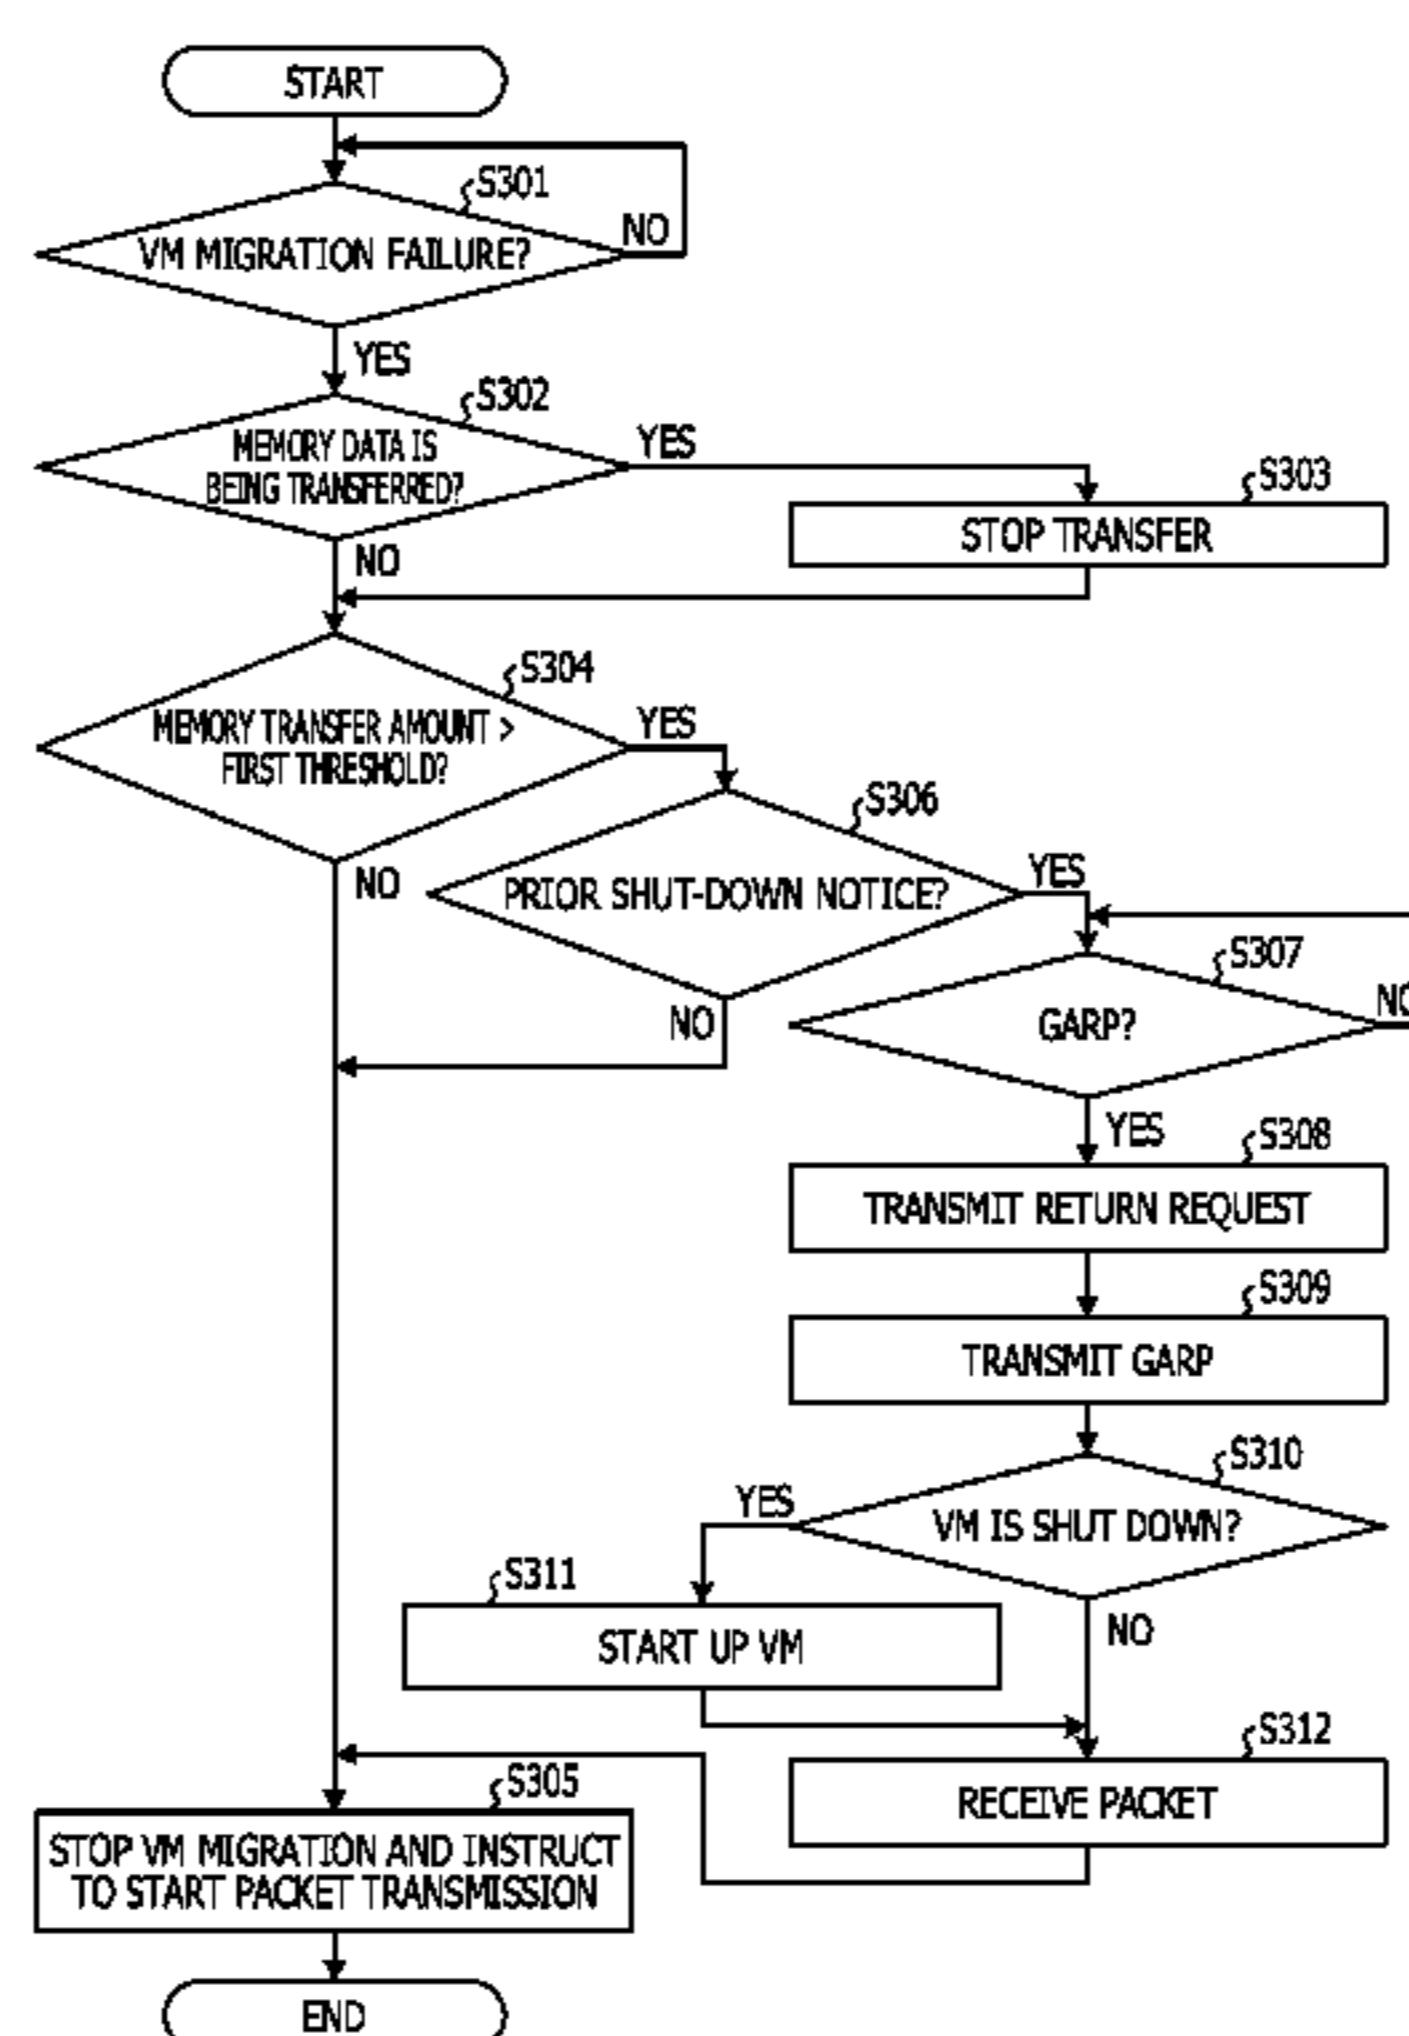 START
S301
VM MIGRATION FAILURE?
NO
YES
S302
MEMORY DATA IS
BEING TRANSFERRED?
YES
S303
STOP TRANSFER
NO
S304
MEMORY TRANSFER AMOUNT >
FIRST THRESHOLD?
YES
NO
S306
PRIOR SHUT-DOWN NOTICE?
YES
NO
S307
GARP?
NO
YES
S308
TRANSMIT RETURN REQUEST
S309
TRANSMIT GARP
S310
VM IS SHUT DOWN?
YES
NO
S311
START UP VM
S312
RECEIVE PACKET
S305
STOP VM MIGRATION AND INSTRUCT
TO START PACKET TRANSMISSION
END